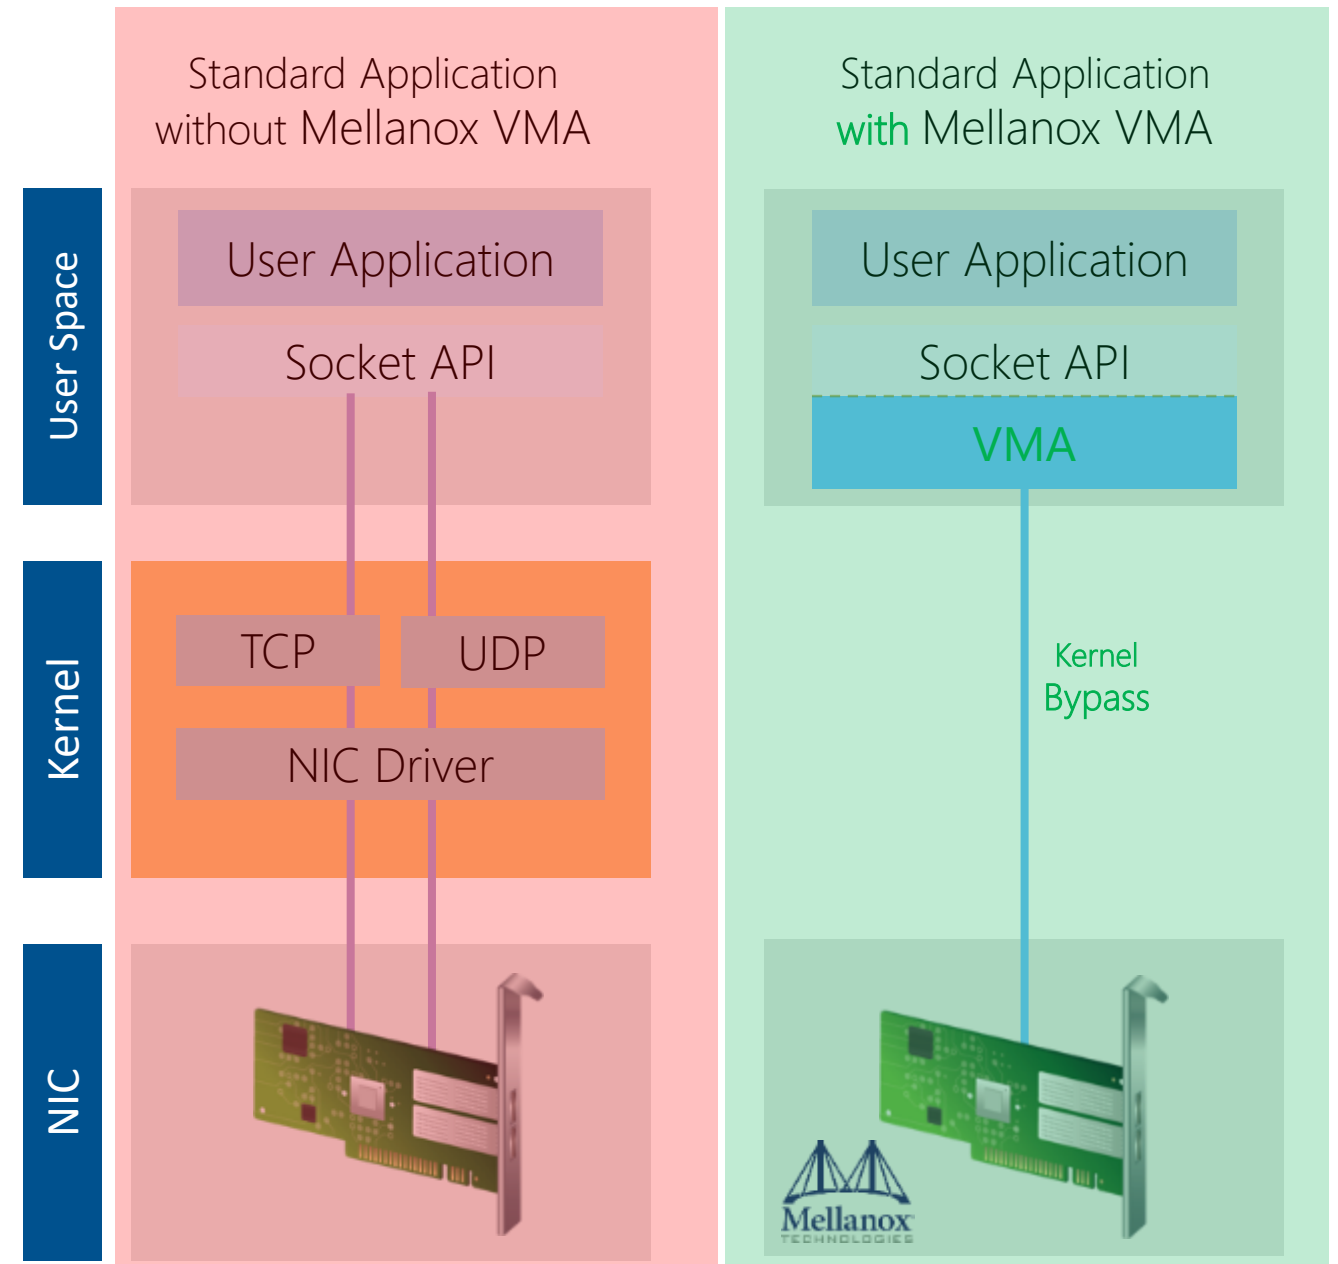 Standard Application
without Mellanox VMA
Standard Application
with Mellanox VMA
User Space
User Application
Socket API
User Application
Socket API
VMA
Kernel
TCP
UDP
NIC Driver
Kernel
Bypass
NIC
Mellanox
TECHNOLOGIES